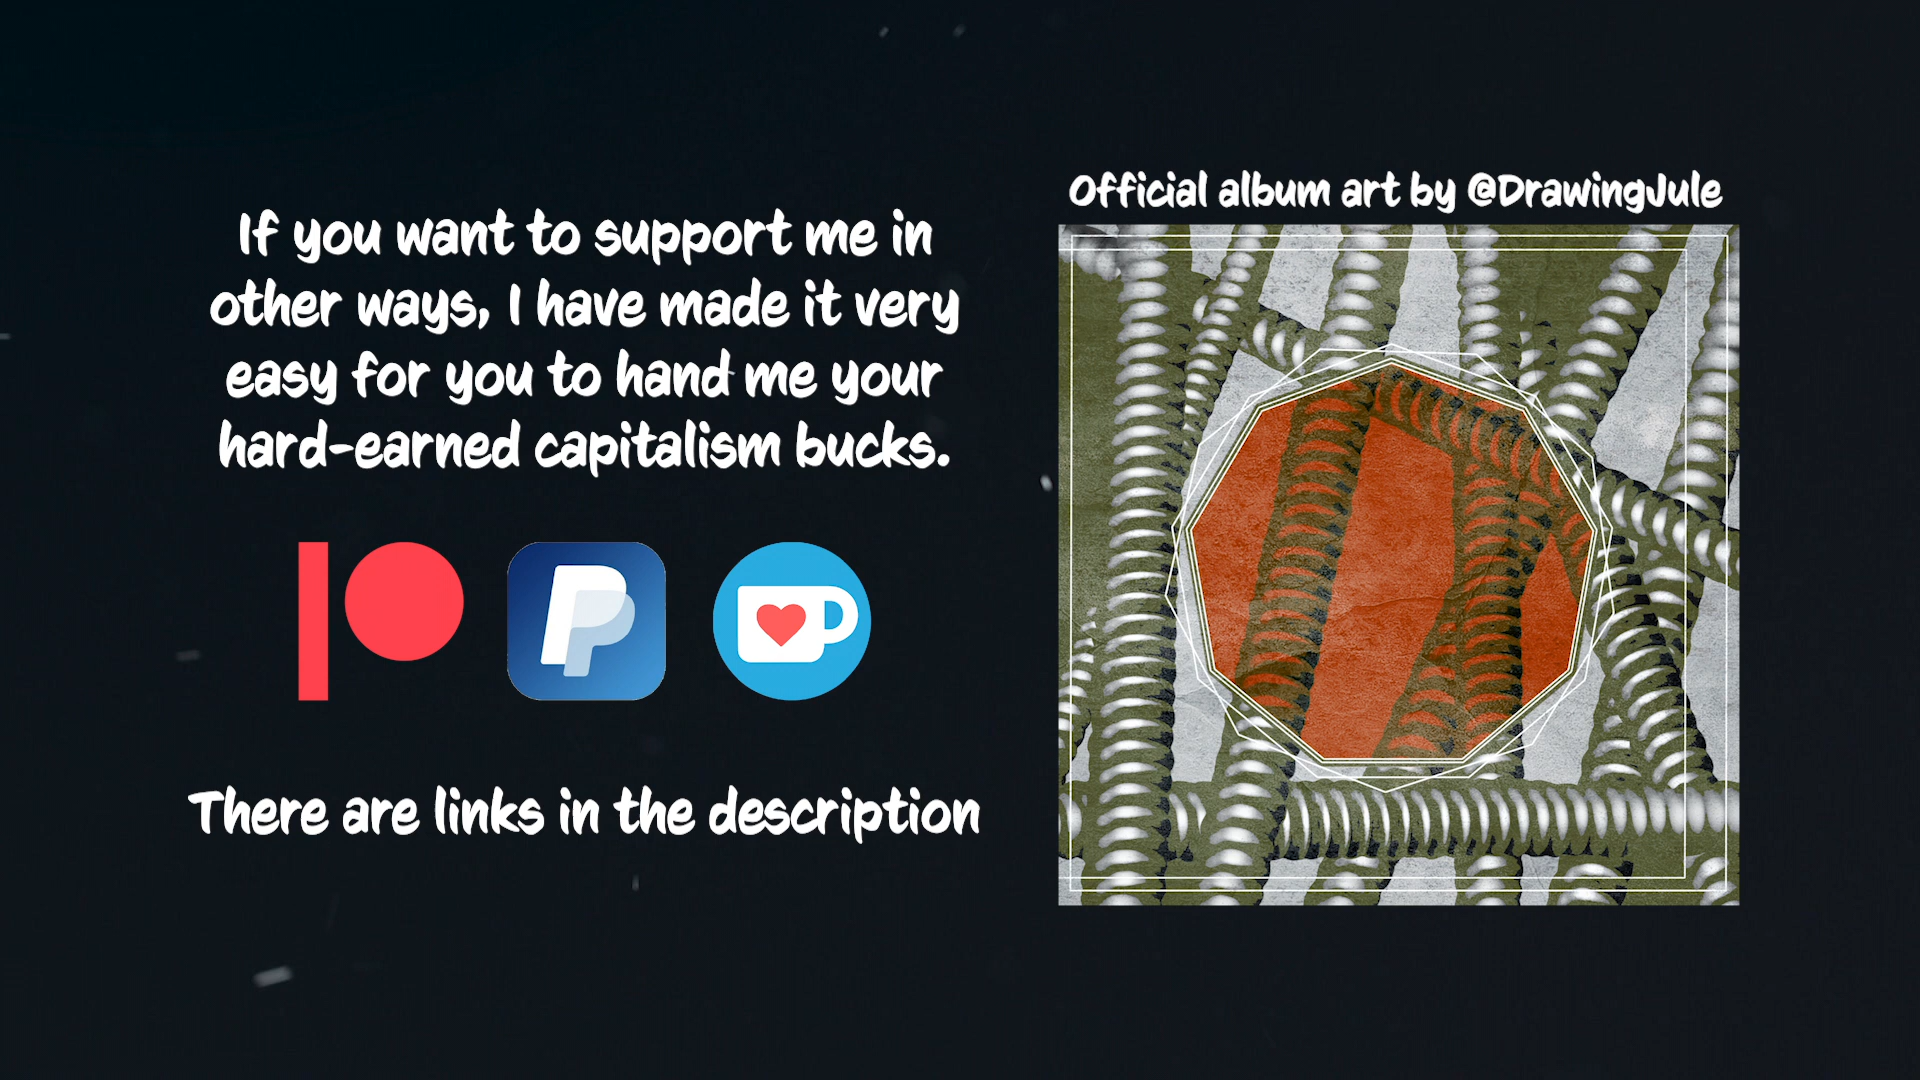 If you want to support me in
other ways, I have made it very
easy for you to hand me your
hard-earned capitalism bucks.
There are links in the description
Official album art by @DrawingJule